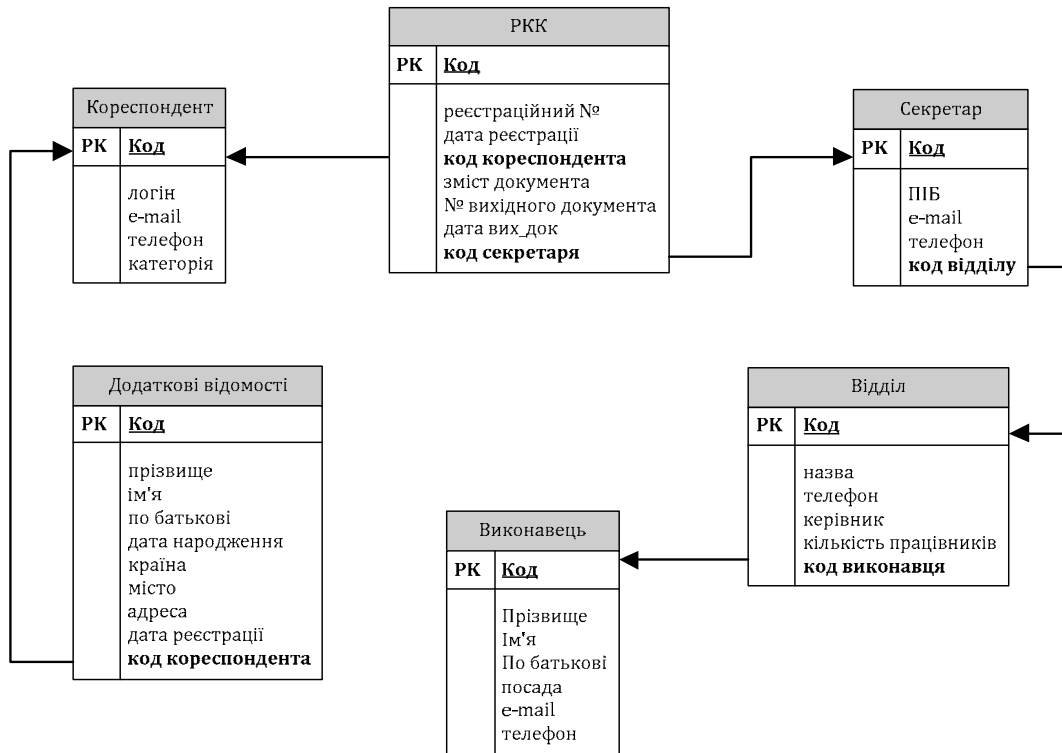 РКК
РК Код
реєстраційний №
дата реєстрації
код кореспондента
зміст документа
№ вихідного документа
дата вих_док
код секретаря
Кореспондент
РК Код
логін
e-mail
телефон
категорія
Секретар
РК Код
ПІБ
e-mail
телефон
код відділу
Додаткові відомості
РК Код
прізвище
ім'я
по батькові
дата народження
країна
місто
адреса
дата реєстрації
код кореспондента
Виконавець
РК Код
Прізвище
Ім'я
По батькові
посада
e-mail
телефон
Відділ
РК Код
назва
телефон
керівник
кількість працівників
код виконавця